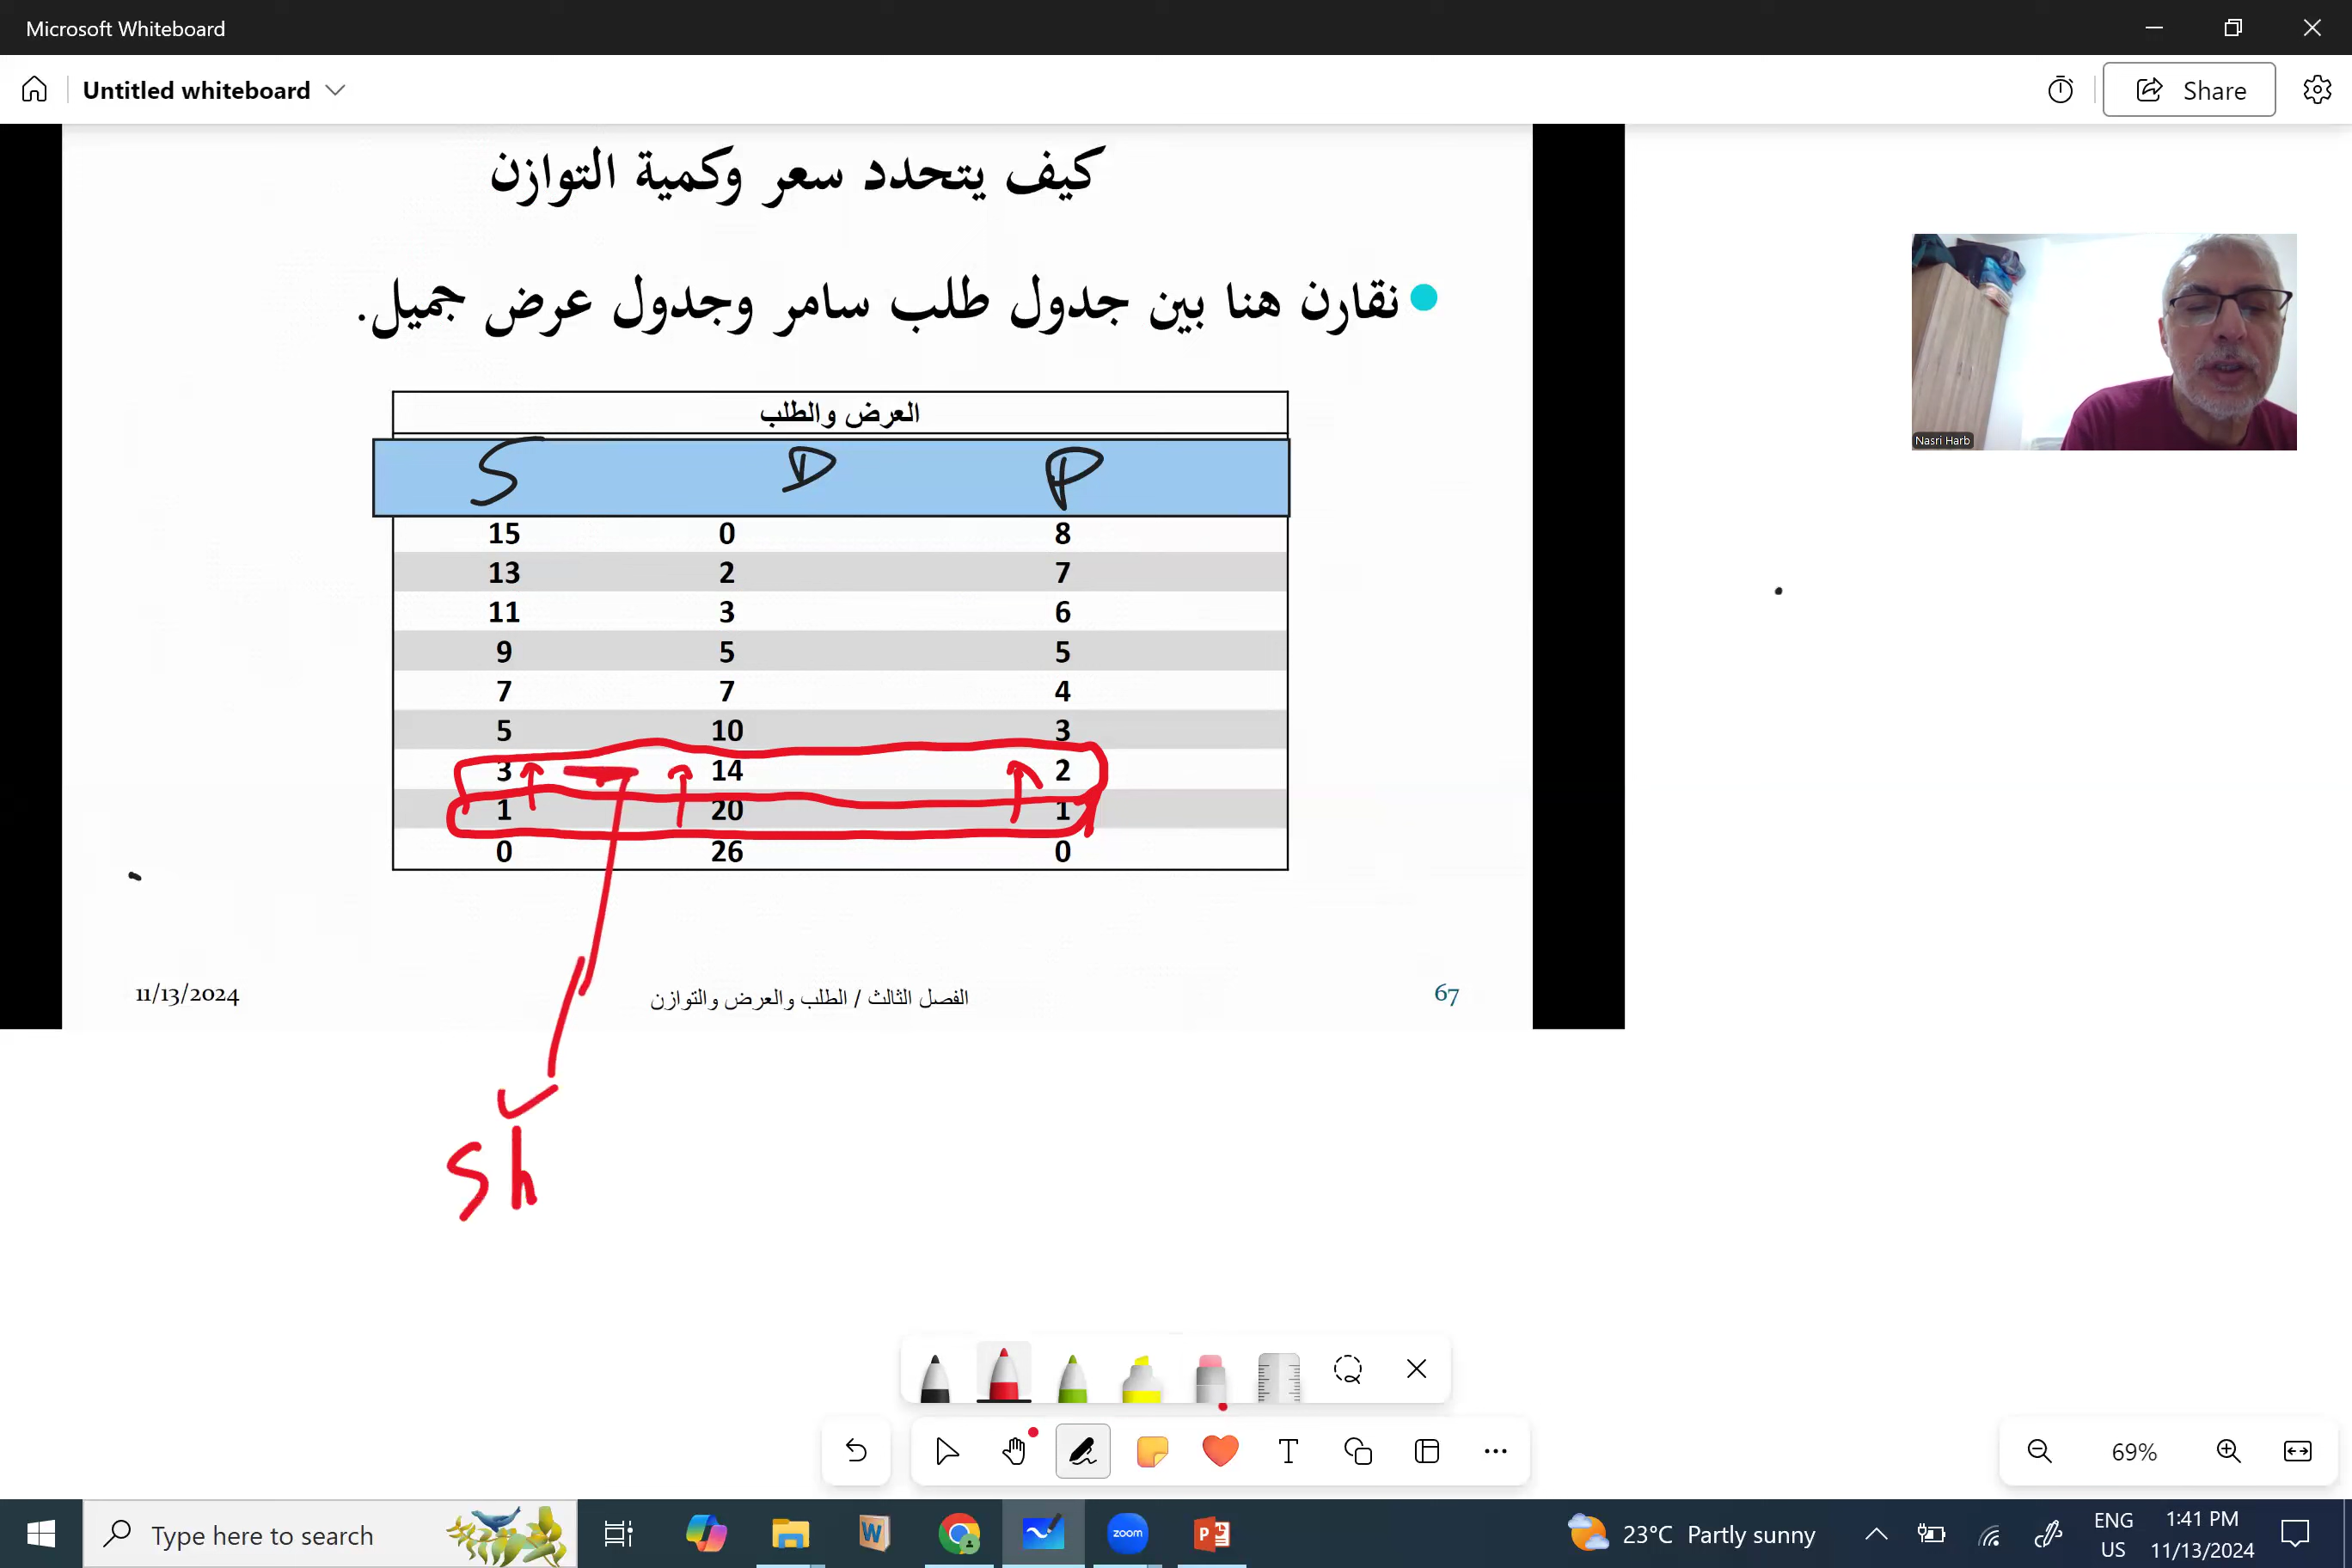 Microsoft Whiteboard
Untitled whiteboard
Share
كيف يتحدد سعر وكمية التوازن
نقارن هنا بين جدول طلب سامر وجدول عرض جميل.
Nasri Harb
العرض والطلب
S D P
15 0 8
13 2 7
11 3 6
9 5 5
7 7 4
5 10 3
3 14 2
1 20 1
0 26 0
11/13/2024
الفصل الثالث / الطلب والعرض والتوازن
67
Sh
T
69%
Type here to search
W
zoom
P
23°C Partly sunny
ENG
US
1:41 PM
11/13/2024